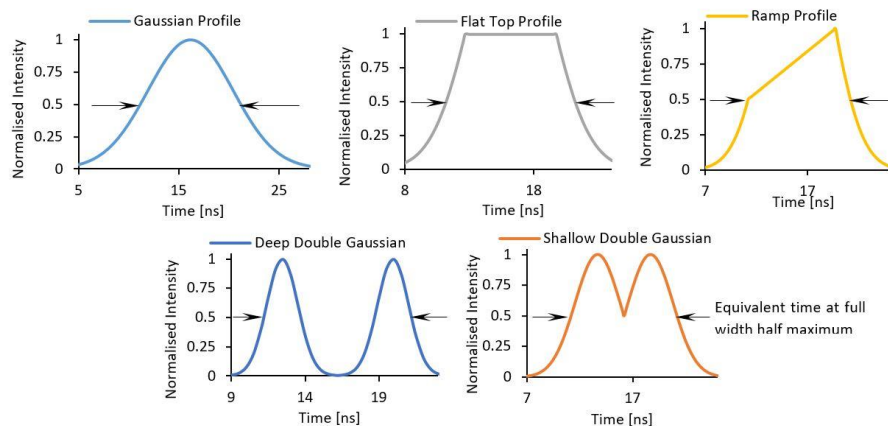 Gaussian Profile
Normalised Intensity
1
0.75
0.5
0.25
0
5
15
25
Time [ns]
Flat Top Profile
Normalised Intensity
1
0.75
0.5
0.25
0
8
18
Time [ns]
Ramp Profile
Normalised Intensity
1
0.75
0.5
0.25
0
7
17
Time [ns]
Deep Double Gaussian
Normalised Intensity
1
0.75
0.5
0.25
0
9
14
19
Time [ns]
Shallow Double Gaussian
Normalised Intensity
1
0.75
0.5
0.25
0
7
17
Time [ns]
Equivalent time at full
width half maximum